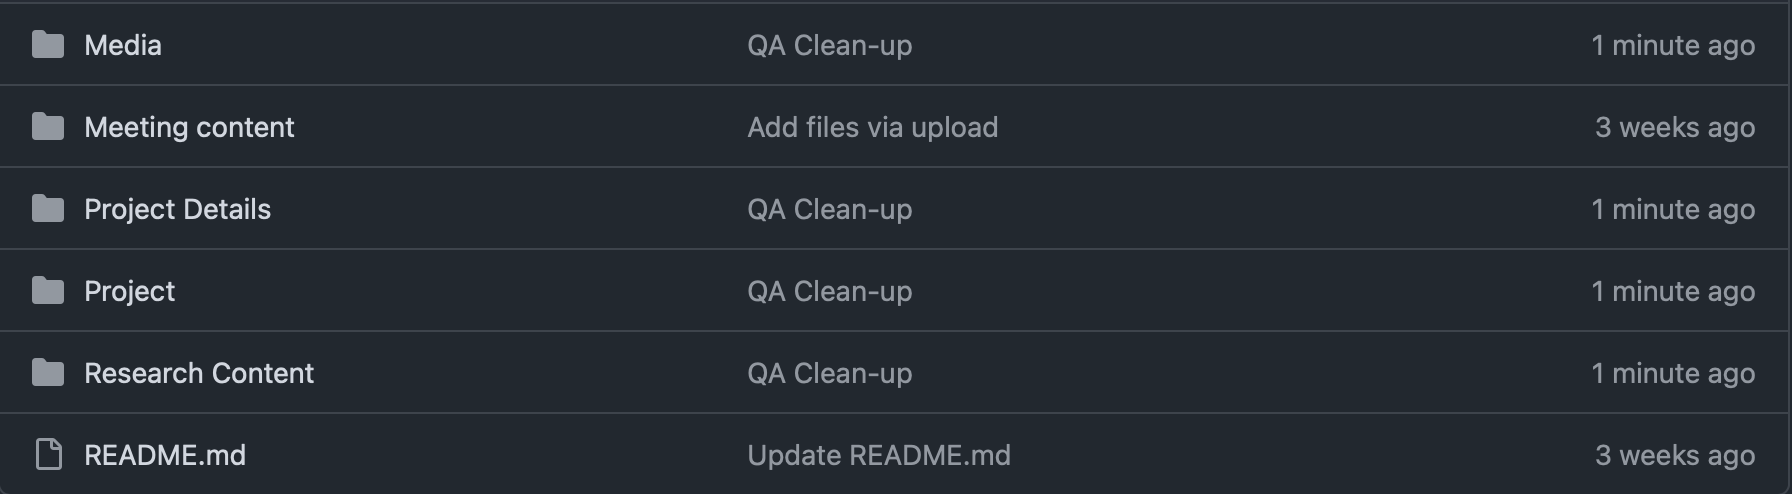 Media QA Clean-up 1 minute ago
Meeting content Add files via upload 3 weeks ago
Project Details QA Clean-up 1 minute ago
Project QA Clean-up 1 minute ago
Research Content QA Clean-up 1 minute ago
README.md Update README.md 3 weeks ago